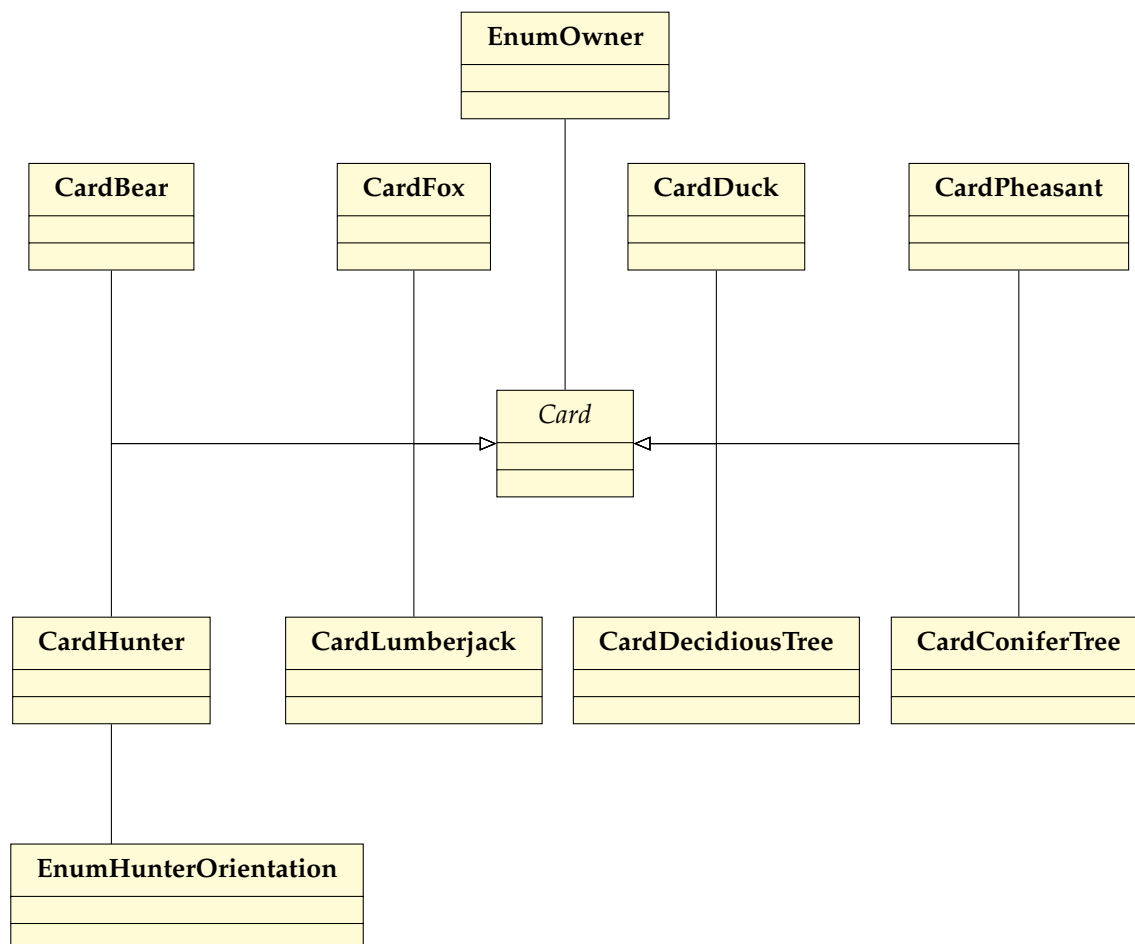 EnumOwner
CardBear
CardFox
CardDuck
CardPheasant
Card
CardHunter
CardLumberjack
CardDecidiousTree
CardConiferTree
EnumHunterOrientation